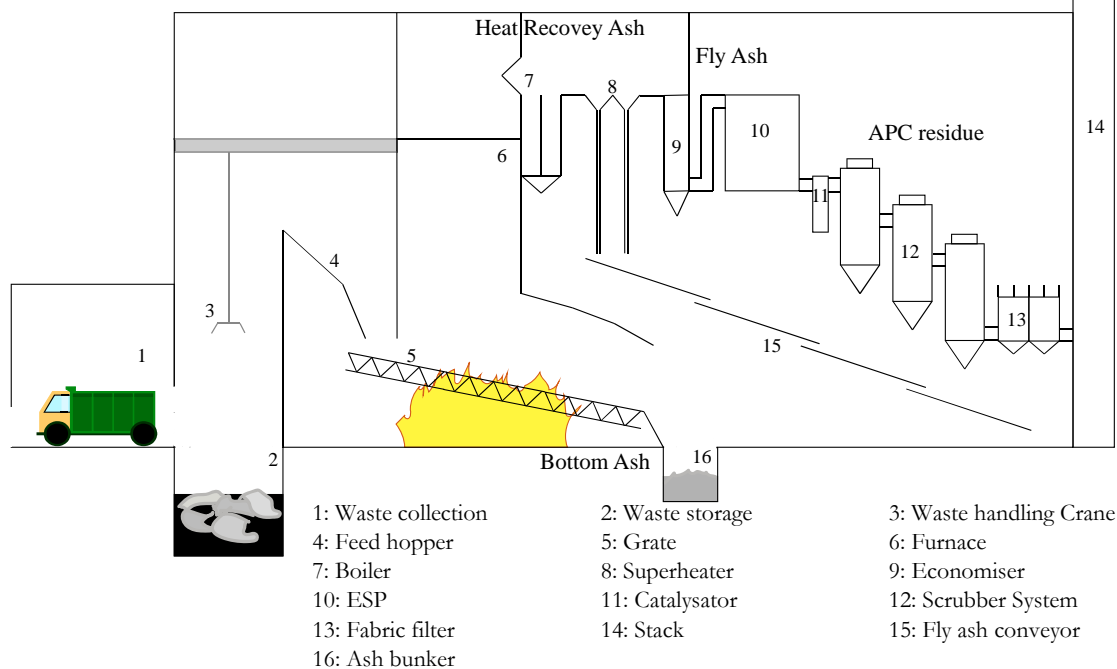 Heat Recovey Ash
Fly Ash
7
8
14
10
APC residue
6
9
11
12
4
3
13
15
1
5
2
Bottom Ash
16
1: Waste collection
2: Waste storage
3: Waste handling Crane
4: Feed hopper
5: Grate
6: Furnace
7: Boiler
8: Superheater
9: Economiser
10: ESP
11: Catalysator
12: Scrubber System
13: Fabric filter
14: Stack
15: Fly ash conveyor
16: Ash bunker